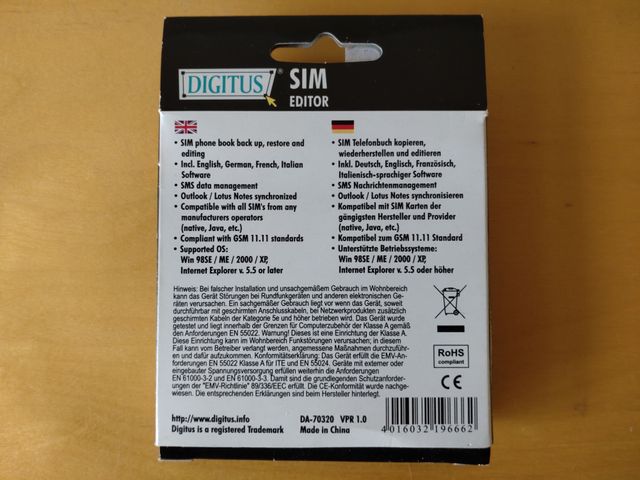 DIGITUS®
SIM
EDITOR
• SIM phone book back up, restore and
editing
• Incl. English, German, French, Italian
Software
• SMS data management
• Outlook / Lotus Notes synchronized
• Compatible with all SIM's from any
manufacturers operators
(native, Java, etc.)
• Compliant with GSM 11.11 standards
• Supported OS:
Win 98SE / ME / 2000 / XP,
Internet Explorer v. 5.5 or later
• SIM Telefonbuch kopieren,
wiederherstellen und editieren
• Inkl. Deutsch, Englisch, Französisch,
Italienisch-sprachiger Software
• SMS Nachrichtenmanagement
• Outlook / Lotus Notes synchronisieren
• Kompatibel mit SIM Karten der
gängigsten Hersteller und Provider
(native, Java, etc.)
• Kompatibel zum GSM 11.11 Standard
• Unterstützte Betriebssysteme:
Win 98SE / ME / 2000 / XP,
Internet Explorer v. 5.5 oder höher
Hinweis: Bei falscher Installation und unsachgemäßem Gebrauch im Wohnbereich
kann das Gerät Störungen bei Rundfunkgeräten und anderen elektronischen Ge-
räten verursachen. Ein sachgemäßer Gebrauch liegt vor wenn das Gerät, soweit
durchführbar mit geschirmten Anschlusskabeln, bei Netzwerkprodukten zusätzlich
geschirmten Kabeln der Kategorie 5e und höher betrieben wird. Das Gerät wurde
getestet und liegt innerhalb der Grenzen für Computerzubehör der Klasse A gemäß
den Anforderungen EN 55022. Warnung! Dieses ist eine Einrichtung der Klasse A.
Diese Einrichtung kann im Wohnbereich Funkstörungen verursachen; in diesem
Fall kann vom Betreiber verlangt werden, angemessene Maßnahmen durchzufüh-
ren und dafür aufzukommen. Konformitätserklärung: Das Gerät erfüllt die EMV-An-
forderungen EN 55022 Klasse A für ITE und EN 55024. Geräte mit externer oder
eingebauter Spannungsversorgung erfüllen weiterhin die Anforderungen
EN 61000-3-2 und EN 61000-3-3. Damit sind die grundlegenden Schutzanforder-
ungen der "EMV-Richtlinie" 89/336/EEC erfüllt. Die CE-Konformität wurde nachge-
wiesen. Die entsprechenden Erklärungen sind beim Hersteller hinterlegt.
RoHS
compliant
CE
http://www.digitus.info
Digitus is a registered Trademark
DA-70320 VPR 1.0
Made in China
4 016032 196662